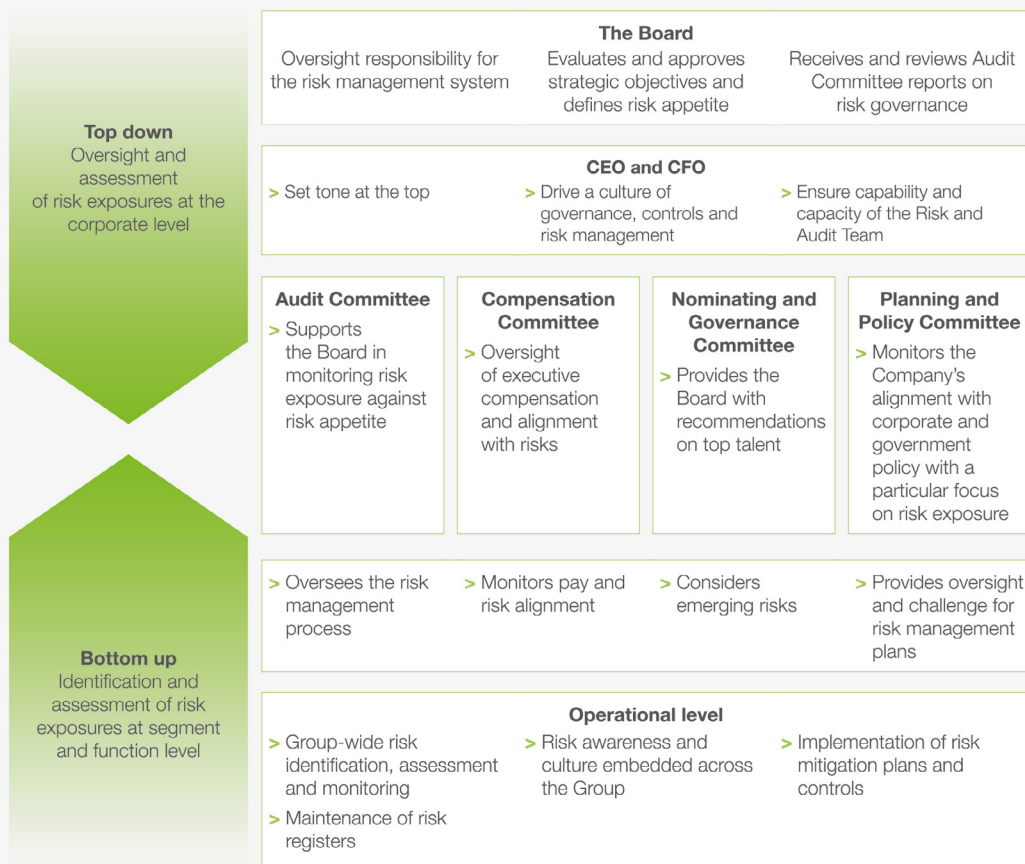 Top down
Oversight and
assessment
of risk exposures at the
corporate level
Bottom up
Identification and
assessment of risk
exposures at segment
and function level
The Board
Oversight responsibility for
the risk management system
Evaluates and approves
strategic objectives and
defines risk appetite
Receives and reviews Audit
Committee reports on
risk governance
CEO and CFO
> Set tone at the top
> Drive a culture of
governance, controls and
risk management
> Ensure capability and
capacity of the Risk and
Audit Team
Audit Committee
> Supports
the Board in
monitoring risk
exposure against
risk appetite
Compensation
Committee
> Oversight
of executive
compensation
and alignment
with risks
Nominating and
Governance
Committee
> Provides the
Board with
recommendations
on top talent
Planning and
Policy Committee
> Monitors the
Company's
alignment with
corporate and
government
policy with a
particular focus
on risk exposure
> Oversees the risk
management
process
> Monitors pay and
risk alignment
> Considers
emerging risks
> Provides oversight
and challenge for
risk management
plans
Operational level
> Group-wide risk
identification, assessment
and monitoring
> Maintenance of risk
registers
> Risk awareness and
culture embedded across
the Group
> Implementation of risk
mitigation plans and
controls